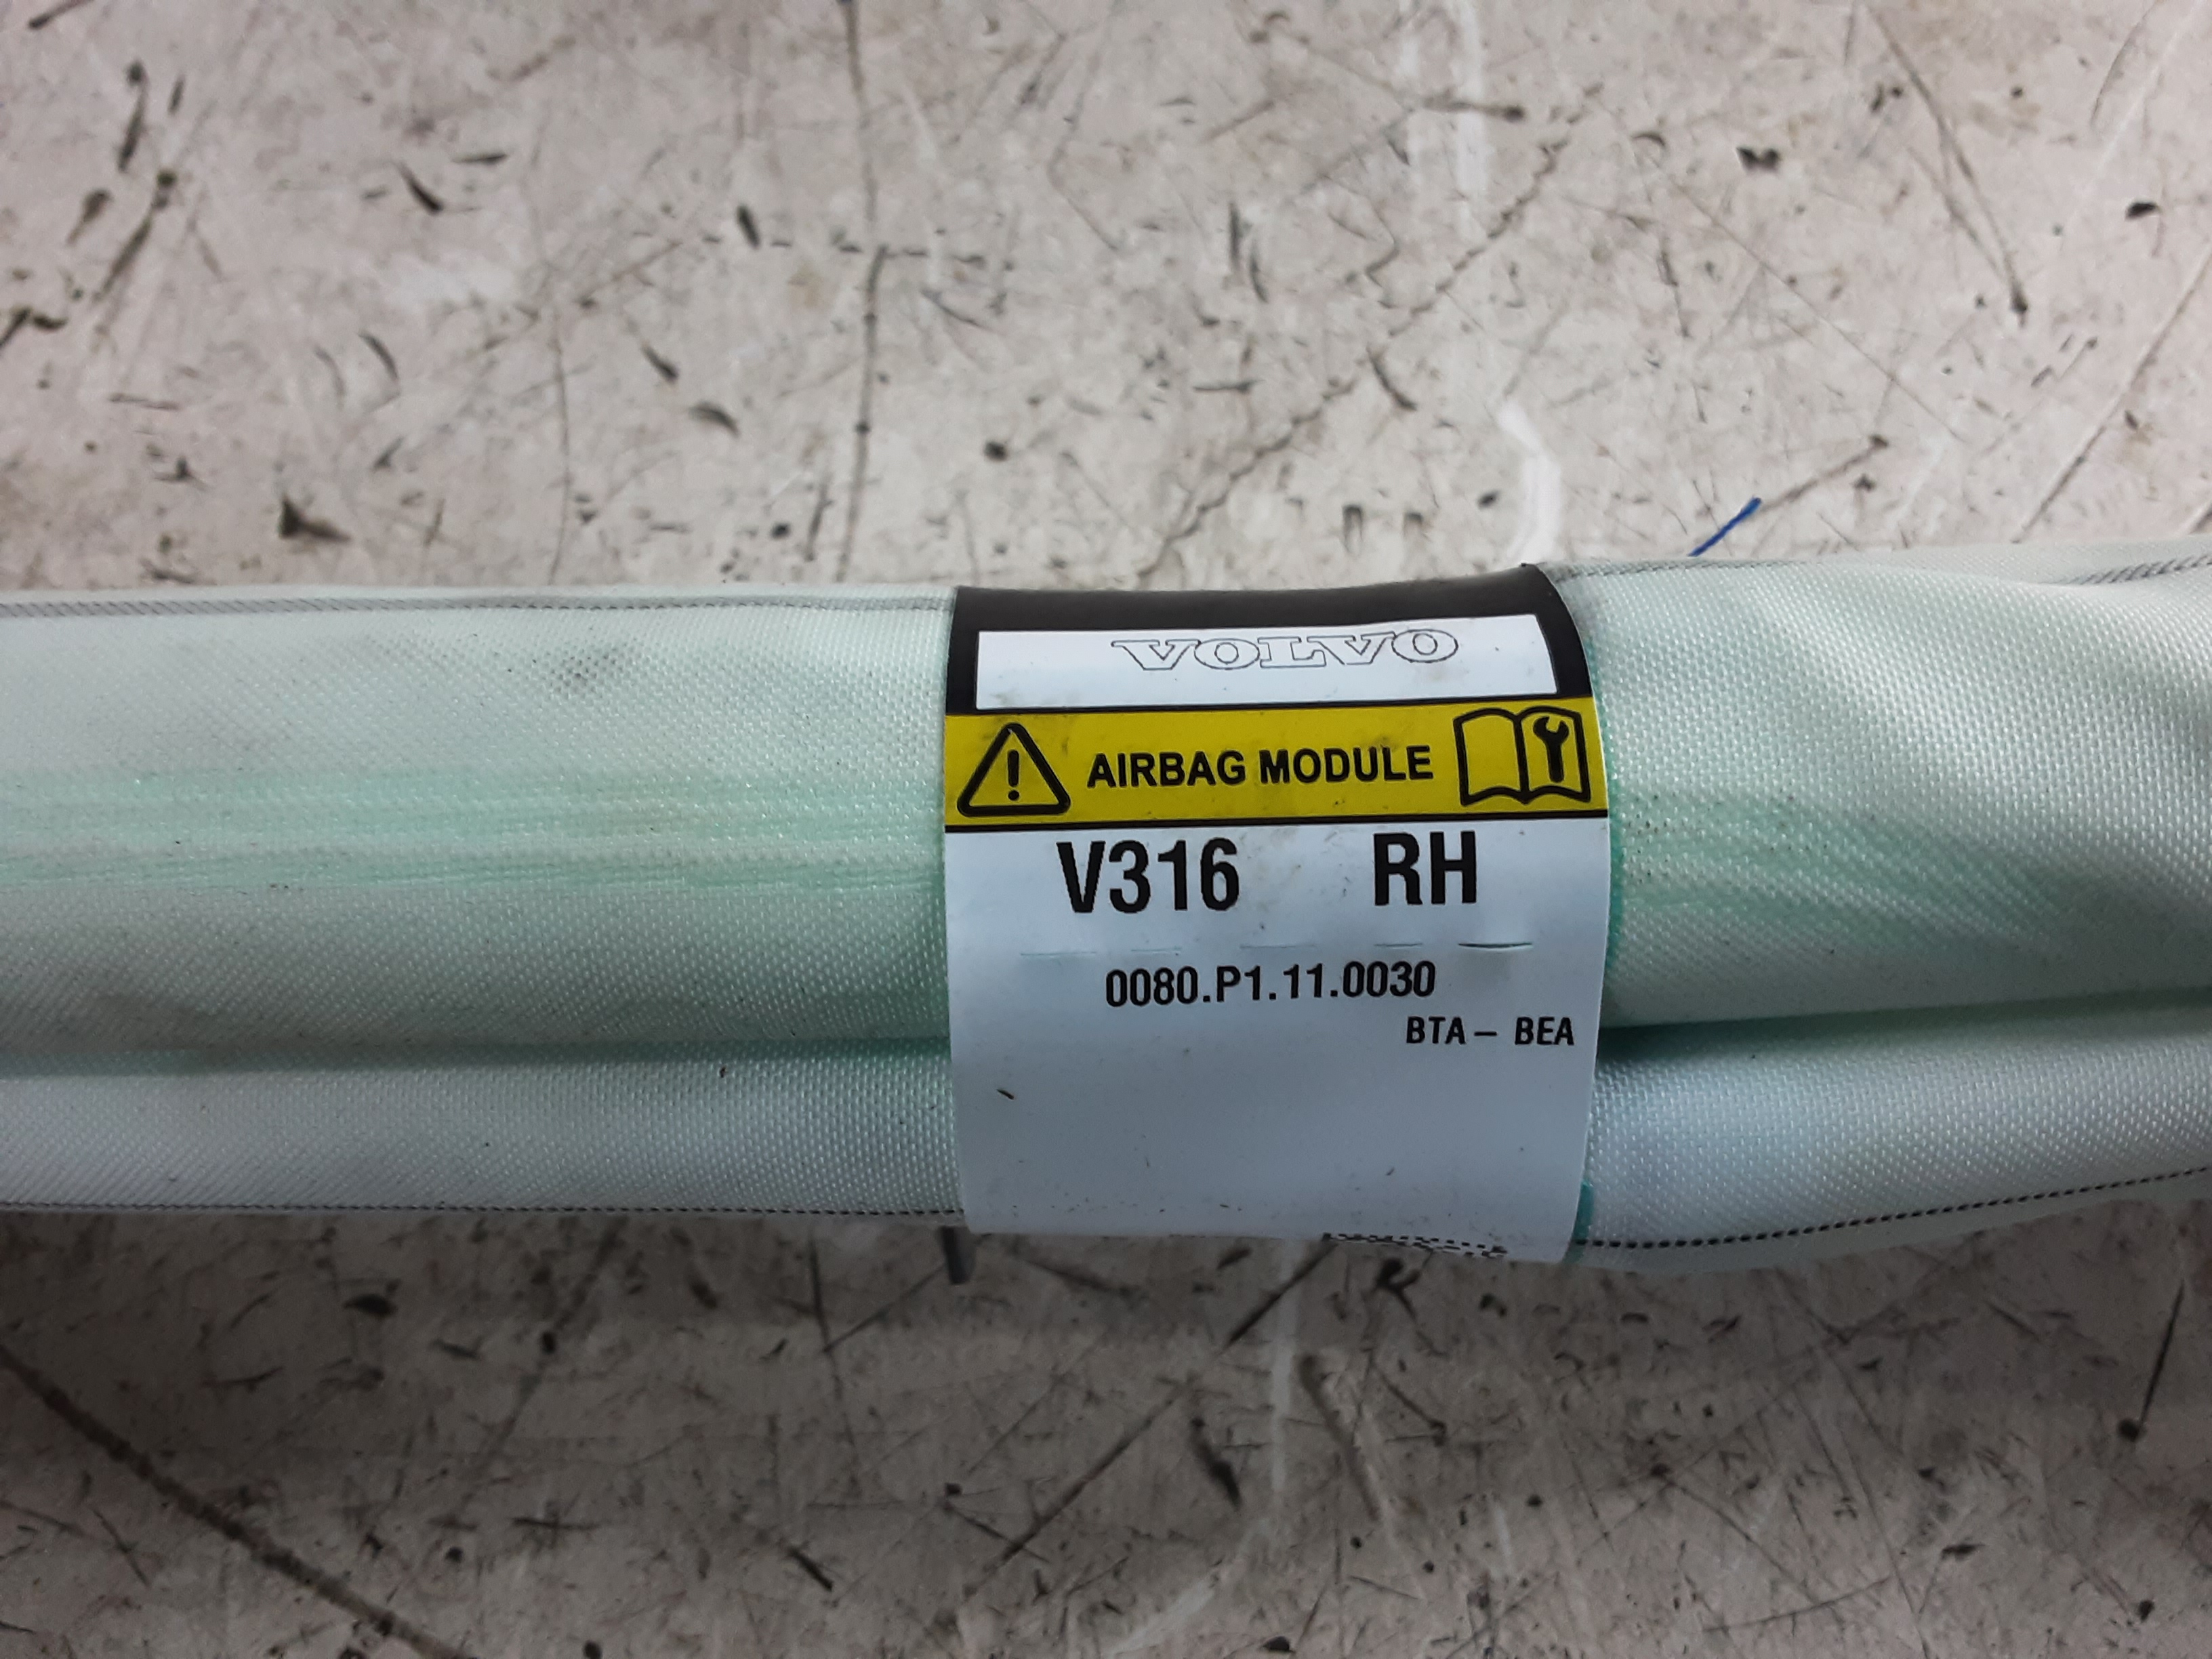 VOLVO
AIRBAG MODULE
V316 RH
0080.P1.11.0030
BTA – BEA